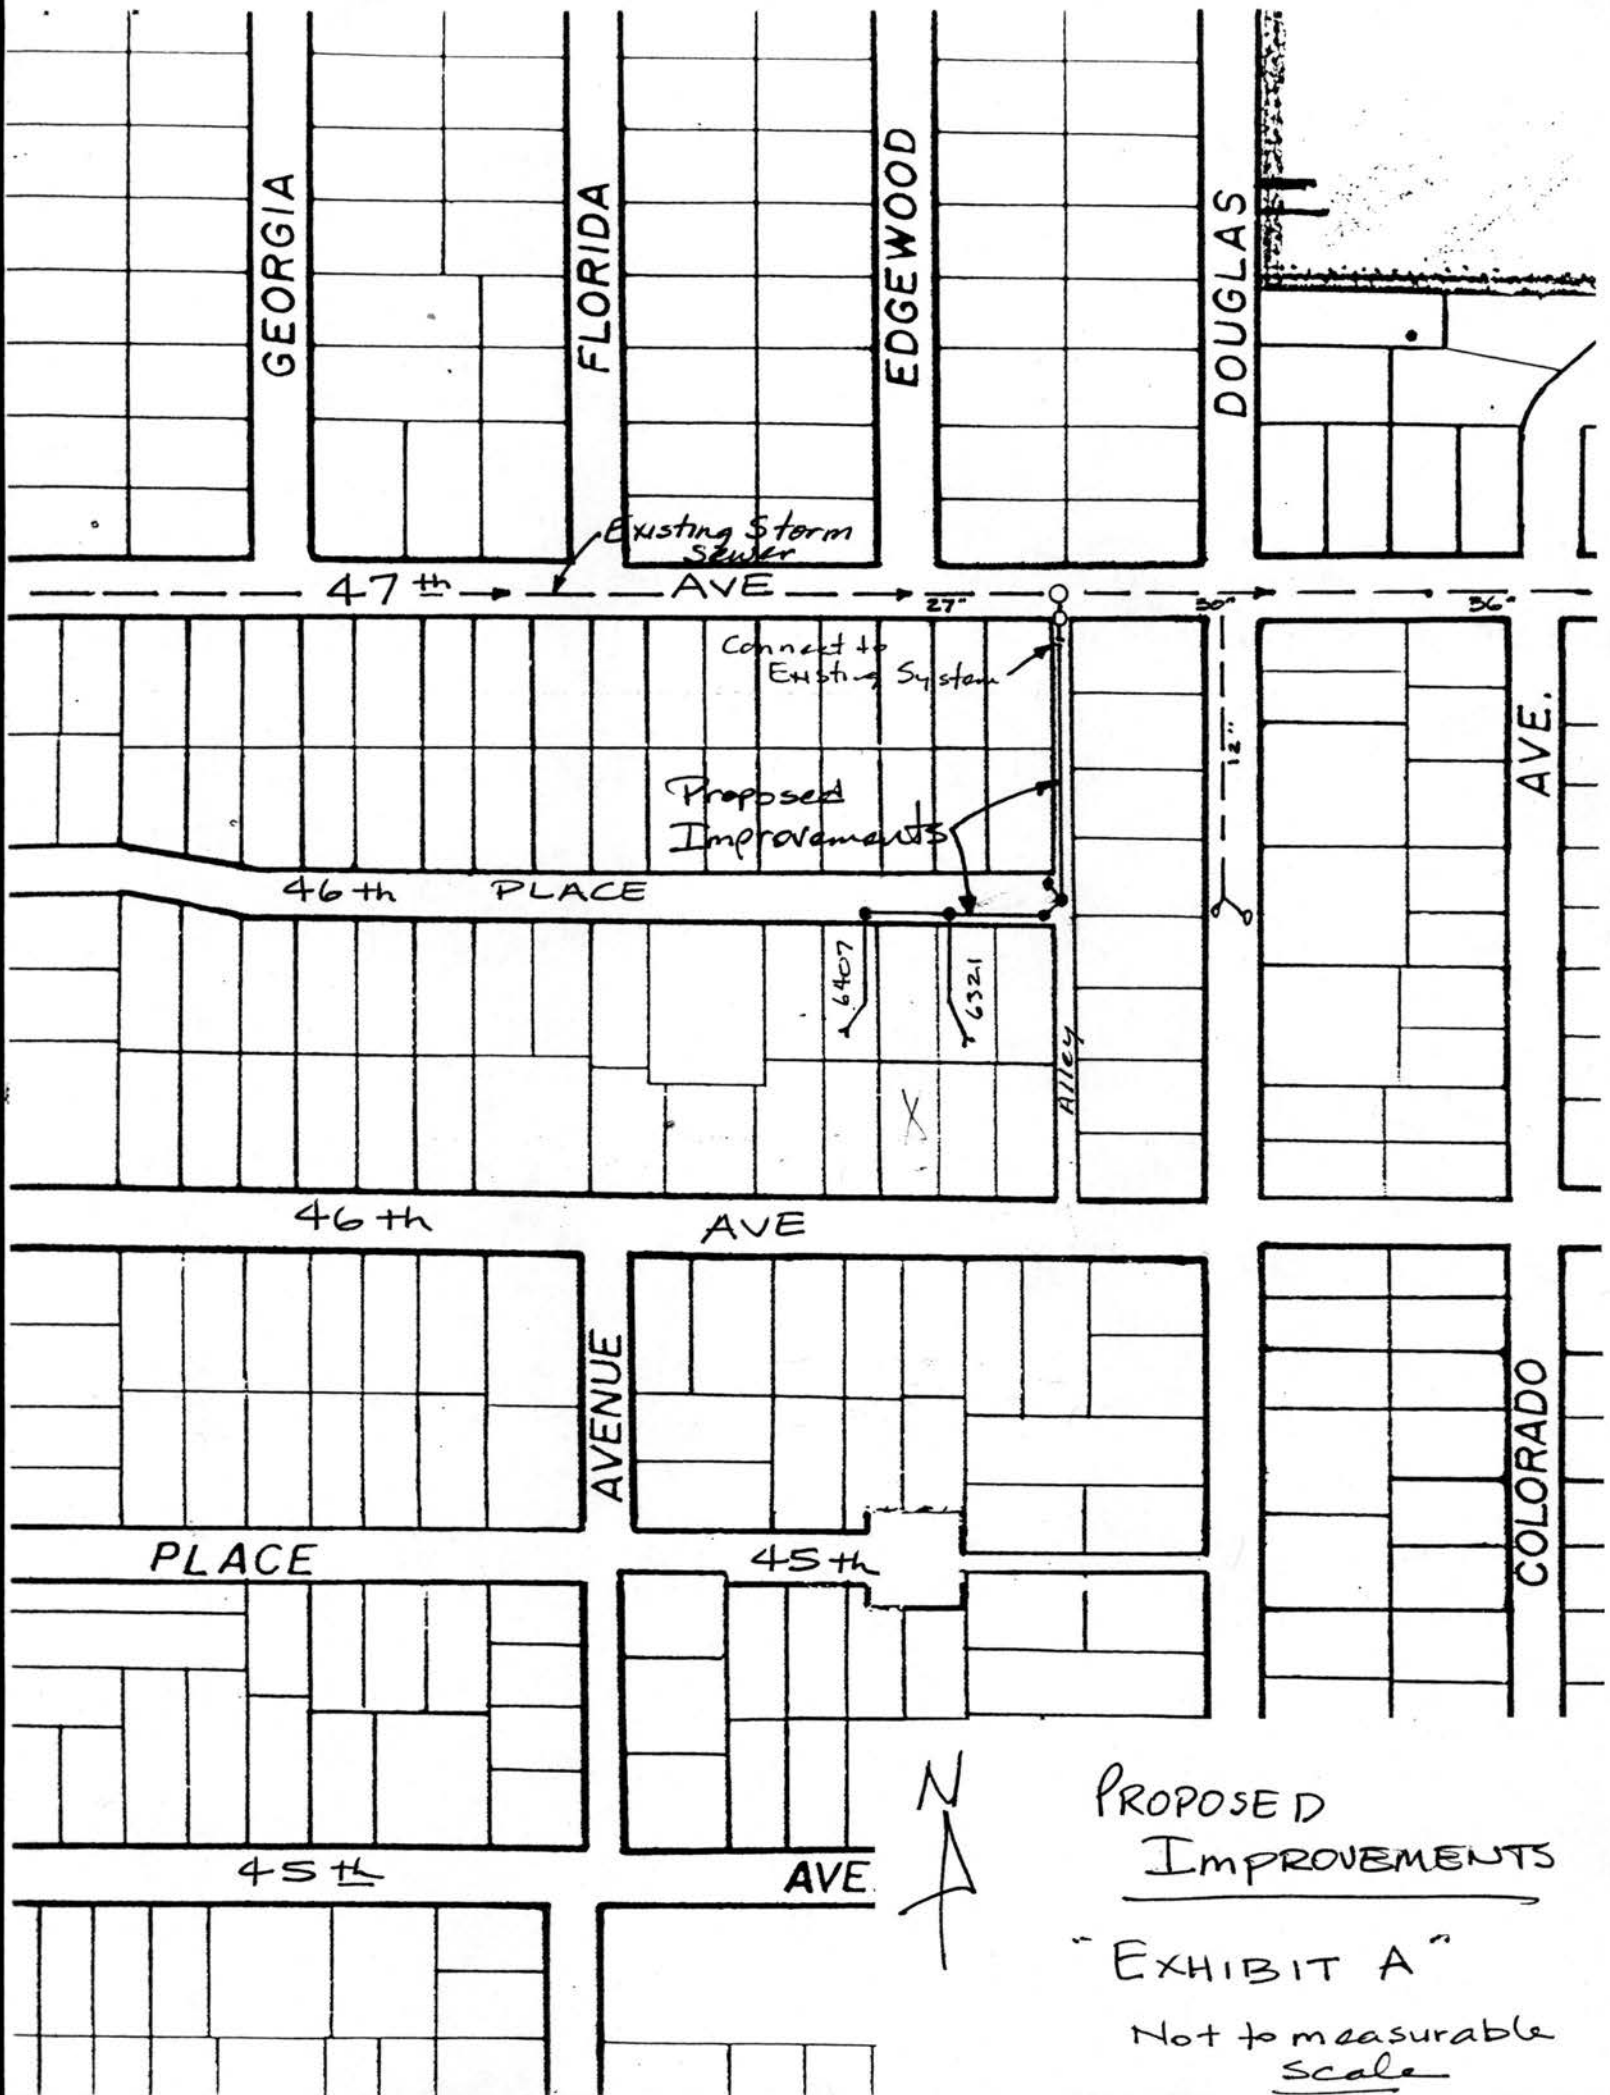 GEORGIA
FLORIDA
EDGEWOOD
DOUGLAS
Existing Storm
Sewer
47th
AVE
27"
30"
36"
Connect to
Existing System
12"
AVE.
Proposed
Improvements
46th
PLACE
6407
6321
Alley
X
46th
AVE
AVENUE
COLORADO
PLACE
45th
45th
AVE.
N
PROPOSED
IMPROVEMENTS
"EXHIBIT A"
Not to measurable
scale